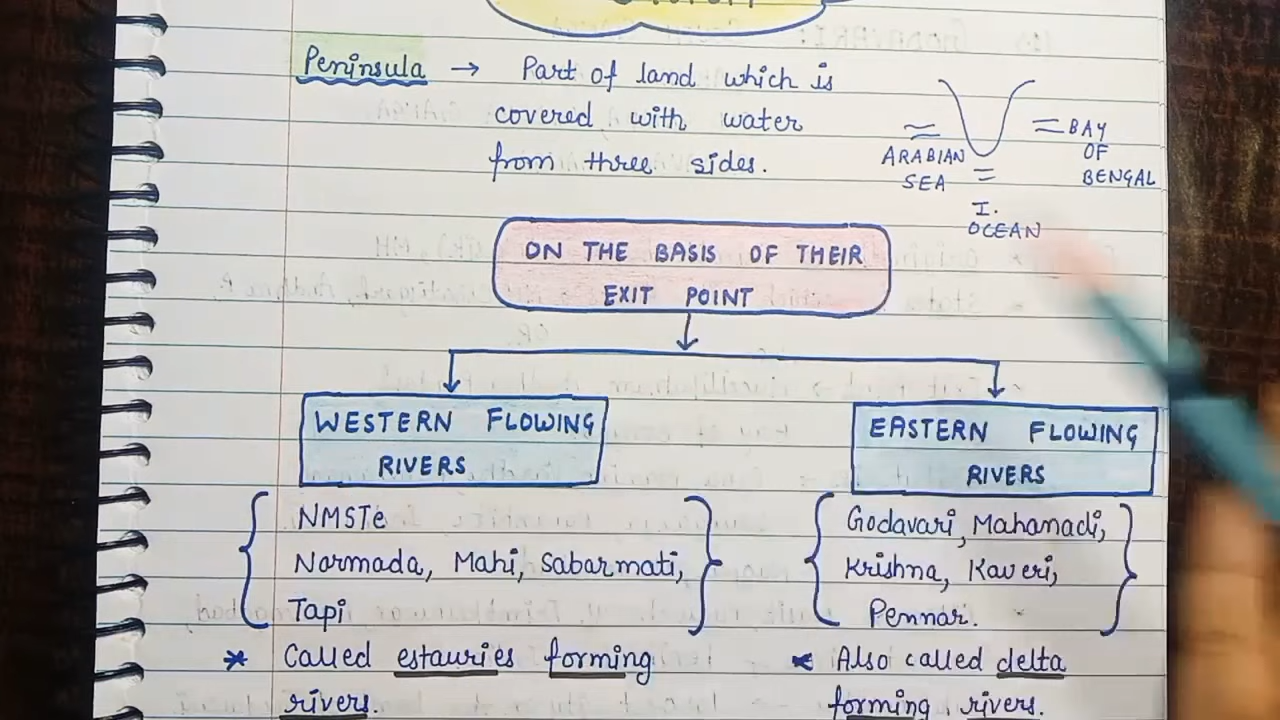 Peninsula → Part of land which is
covered with water
from three sides.
ARABIAN
SEA
BAY
OF
BENGAL
I.
OCEAN
ON THE BASIS OF THEIR
EXIT POINT
WESTERN FLOWING
RIVERS
NMSTe
Narmada, Mahi, Sabarmati,
Tapi
* Called estauries forming
rivers.
EASTERN FLOWING
RIVERS
Godavari, Mahanadi,
Krishna, Kaveri,
Pennar.
* Also called delta
forming rivers.